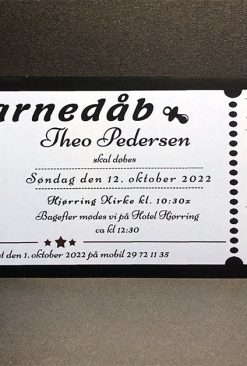 arnedåb
Theo Pedersen
skal døbes
Søndag den 12. oktober 2022
Hjørring Kirke kl. 10:30
Bagefter mødes vi på Hotel Hjørring
ca kl 12:30
t den 1. oktober 2022 på mobil 29 72 11 35